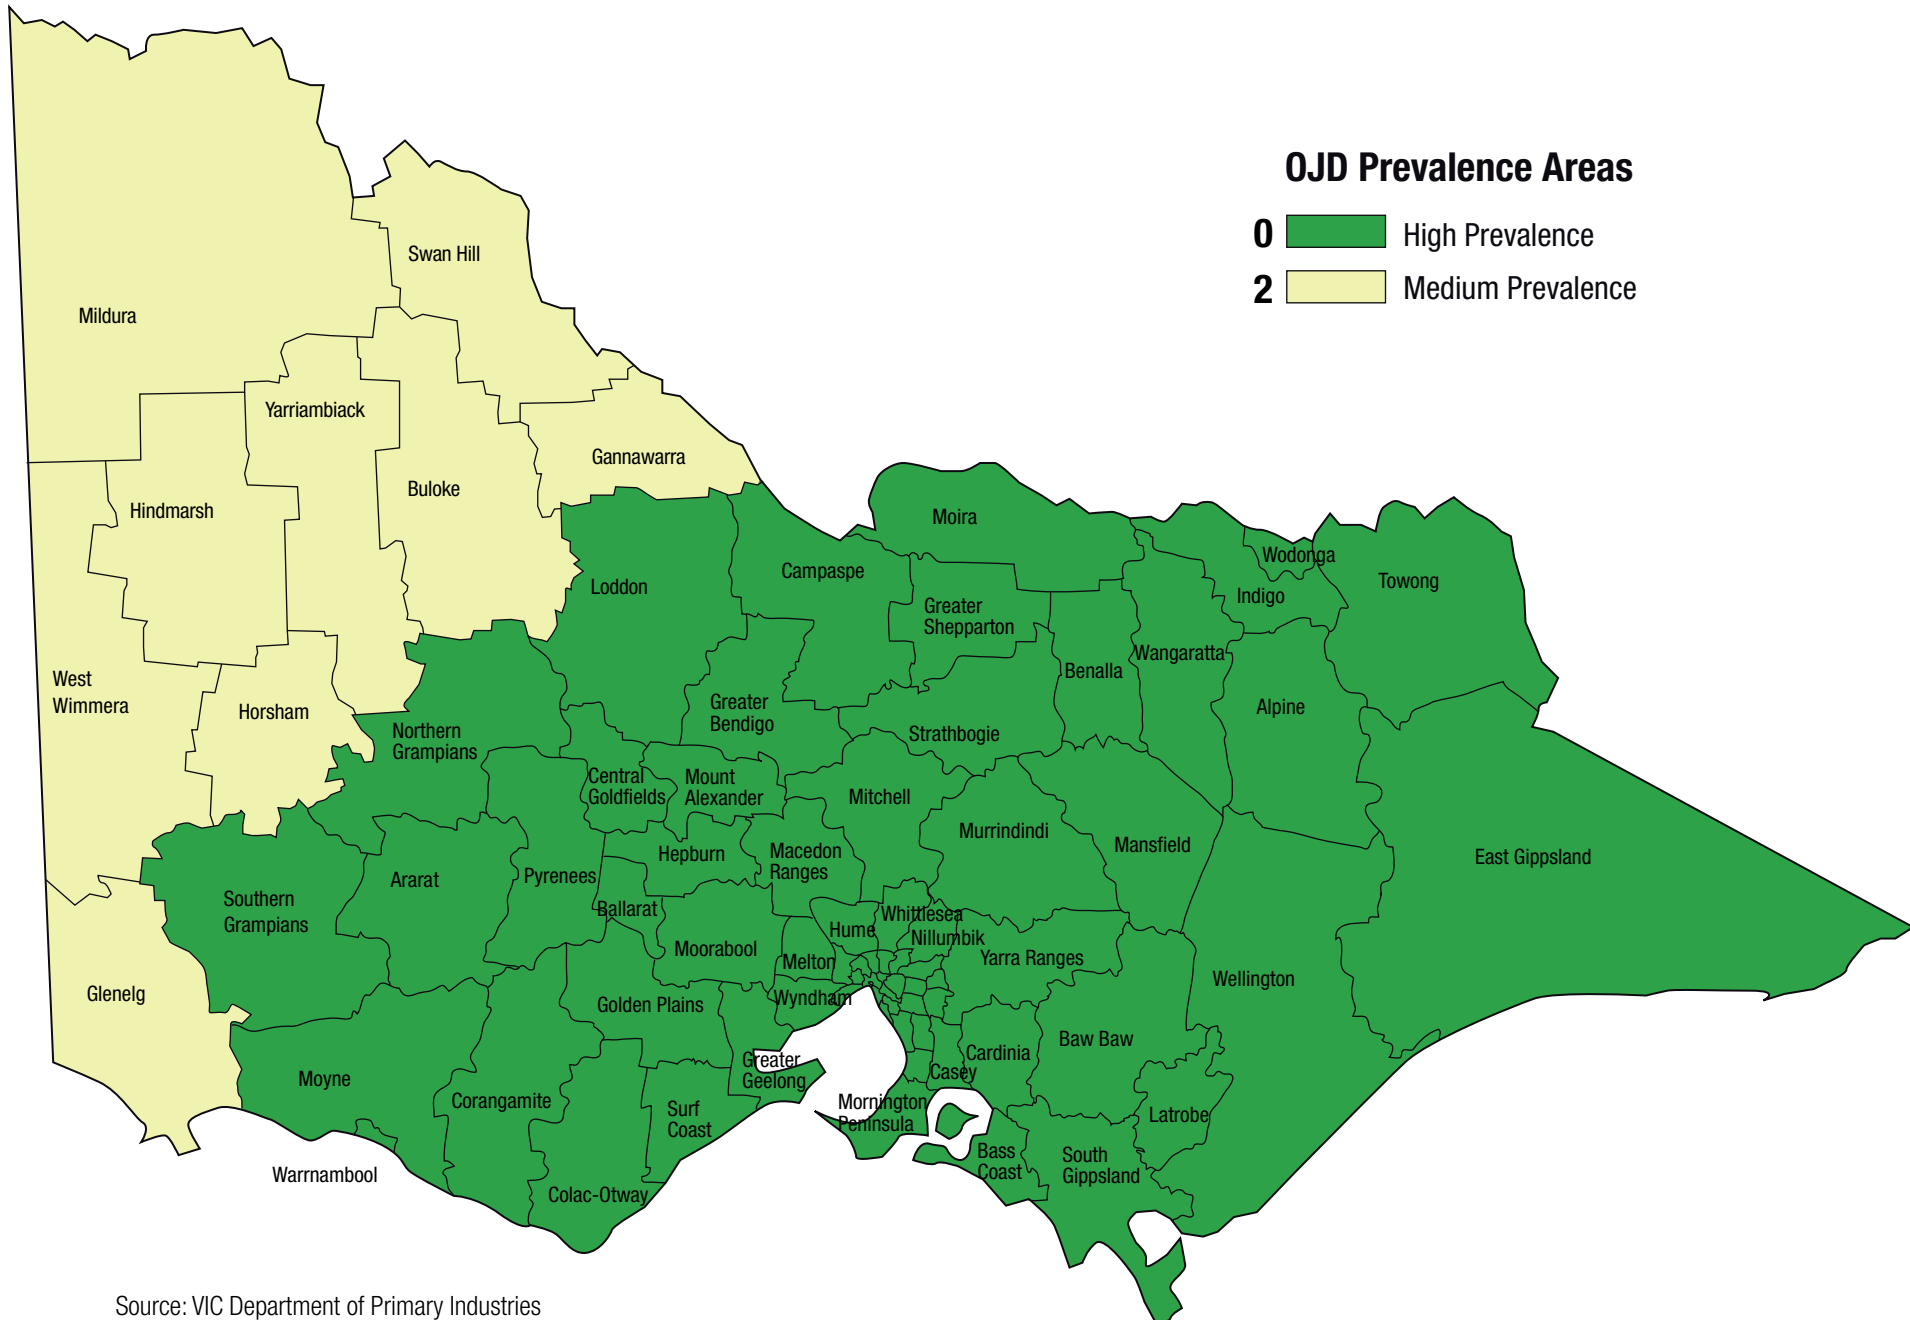 OJD Prevalence Areas
0 High Prevalence
2 Medium Prevalence
Swan Hill
Mildura
Yarriambiack
Gannawarra
Buloke
Hindmarsh
Moira
Wodonga
Campaspe
Towong
Loddon
Indigo
Greater
Shepparton
Wangaratta
Benalla
West
Wimmera
Horsham
Greater
Bendigo
Alpine
Northern
Grampians
Strathbogie
Central
Goldfields
Mount
Alexander
Mitchell
Murrindindi
Mansfield
Hepburn
Macedon
Ranges
East Gippsland
Ararat
Pyrenees
Southern
Grampians
Ballarat
Whittlesea
Hume
Nillumbik
Moorabool
Yarra Ranges
Melton
Wellington
Glenelg
Wyndham
Golden Plains
Baw Baw
Cardinia
Greater
Geelong
Casey
Moyne
Corangamite
Mornington
Peninsula
Surf
Coast
Latrobe
Bass
Coast
South
Gippsland
Warrnambool
Colac-Otway
Source: VIC Department of Primary Industries